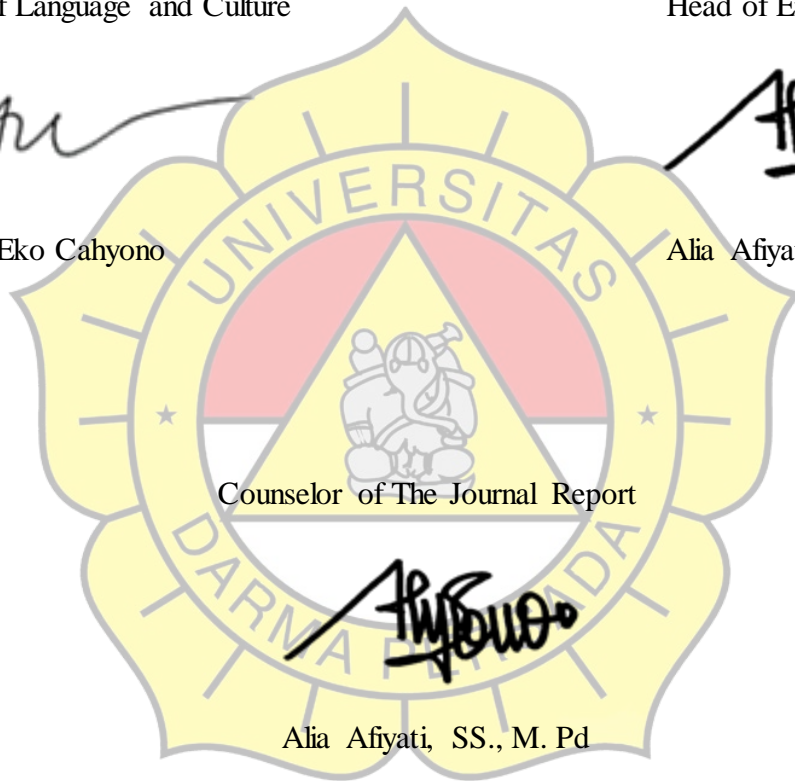 f Language and Culture
Head of E
Eko Cahyono
Alia Afiya
UNIVERSITAS
Counselor of The Journal Report
DARMA PERSADA
Alia Afiyati, SS., M. Pd